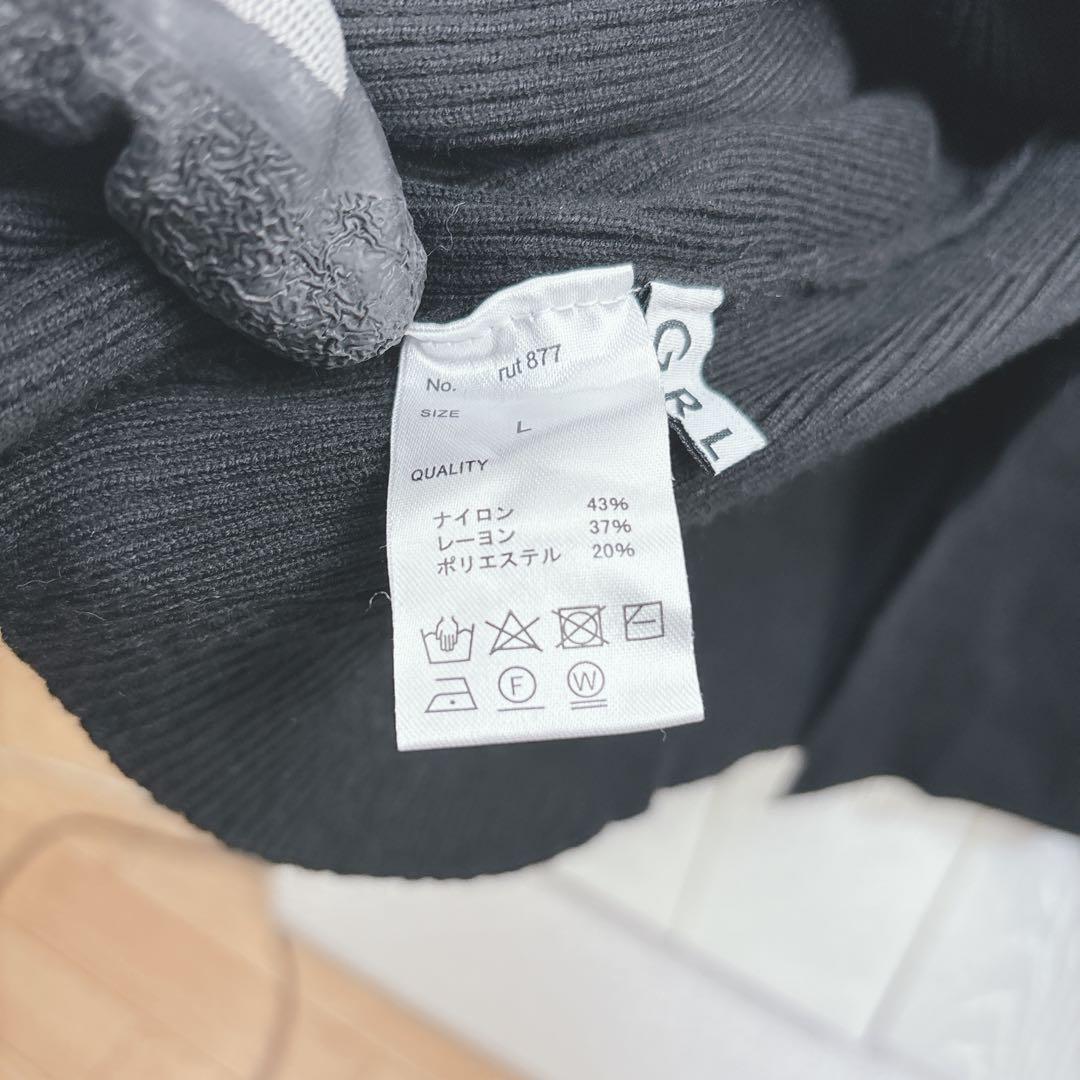 No. rut 877
SIZE
L
QUALITY
ナイロン 43%
レーヨン 37%
ポリエステル 20%
F W
GRL